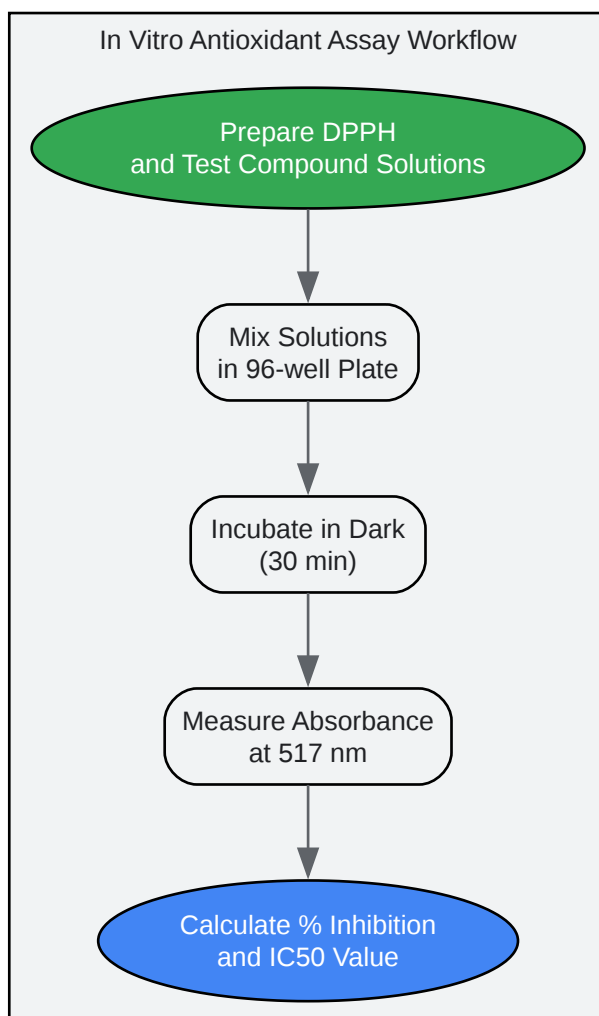 In Vitro Antioxidant Assay Workflow
Prepare DPPH
and Test Compound Solutions
Mix Solutions
in 96-well Plate
Incubate in Dark
(30 min)
Measure Absorbance
at 517 nm
Calculate % Inhibition
and IC50 Value